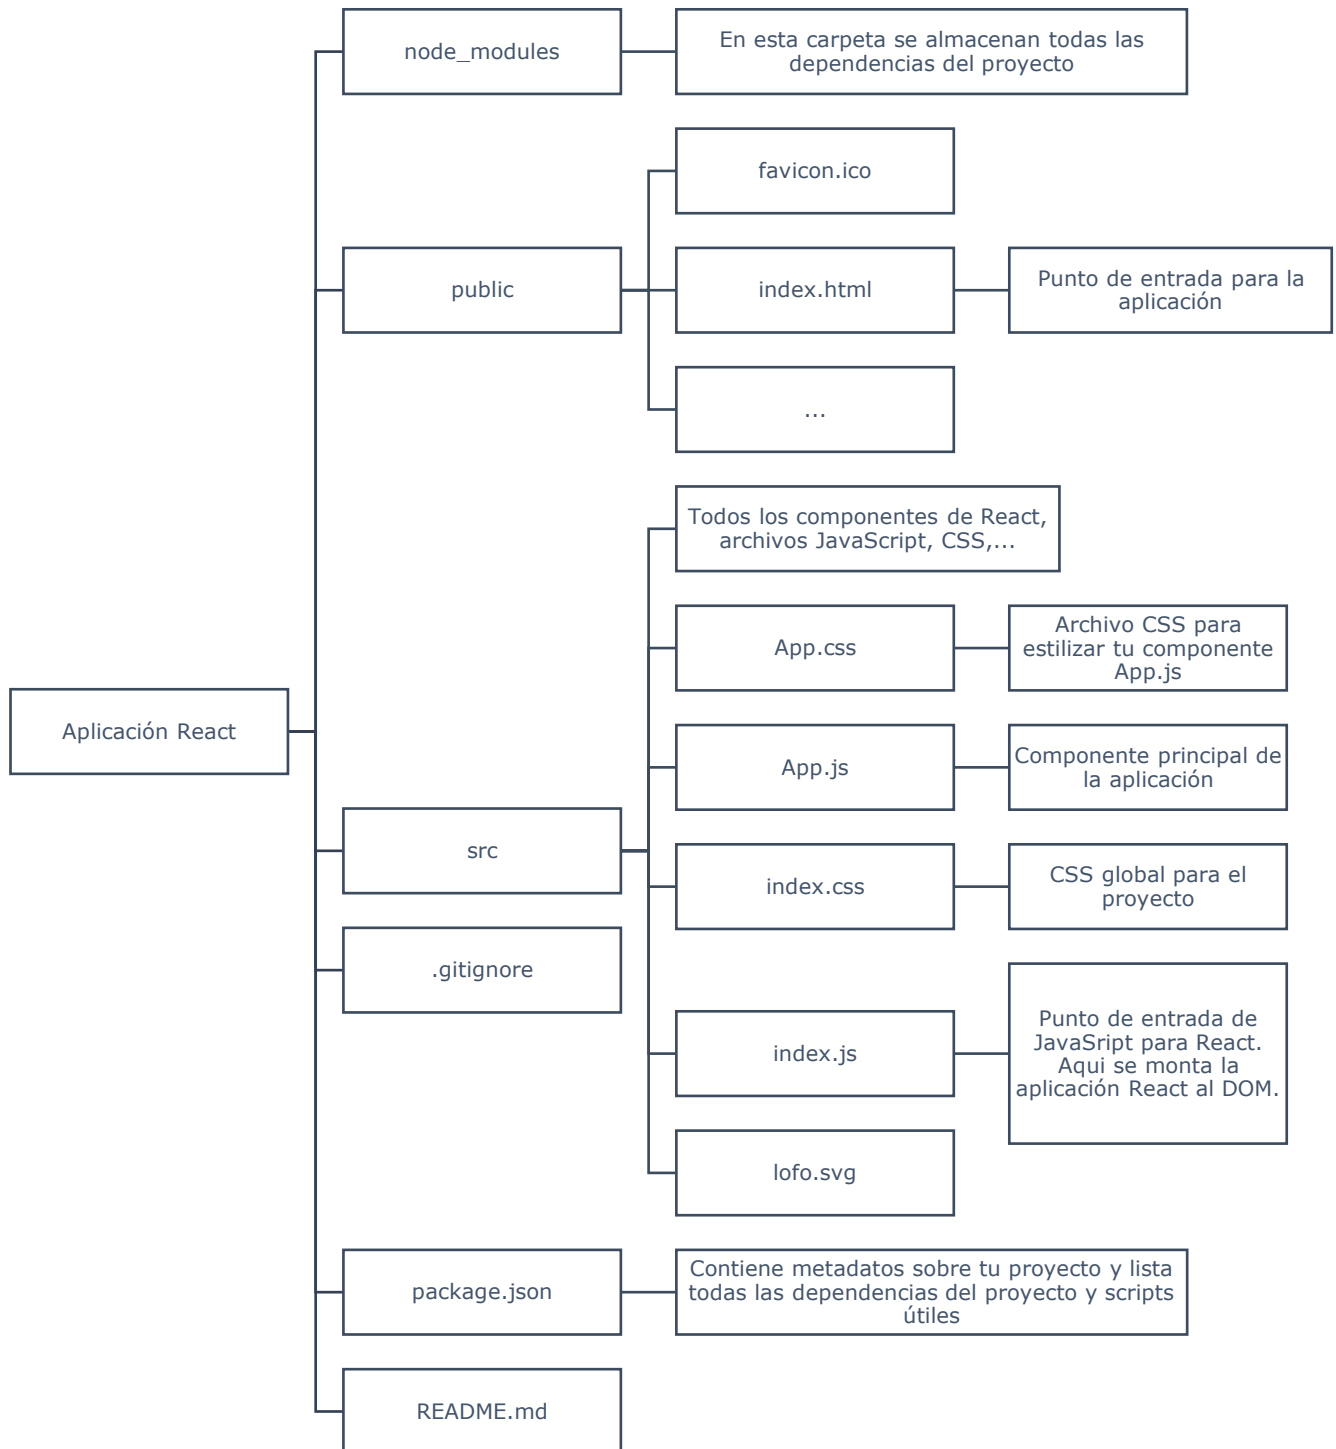 node_modules
En esta carpeta se almacenan todas las
dependencias del proyecto
favicon.ico
public
index.html
Punto de entrada para la
aplicación
...
Todos los componentes de React,
archivos JavaScript, CSS,...
App.css
Archivo CSS para
estilizar tu componente
App.js
Aplicación React
App.js
Componente principal de
la aplicación
src
index.css
CSS global para el
proyecto
.gitignore
index.js
Punto de entrada de
JavaSript para React.
Aqui se monta la
aplicación React al DOM.
lofo.svg
package.json
Contiene metadatos sobre tu proyecto y lista
todas las dependencias del proyecto y scripts
útiles
README.md